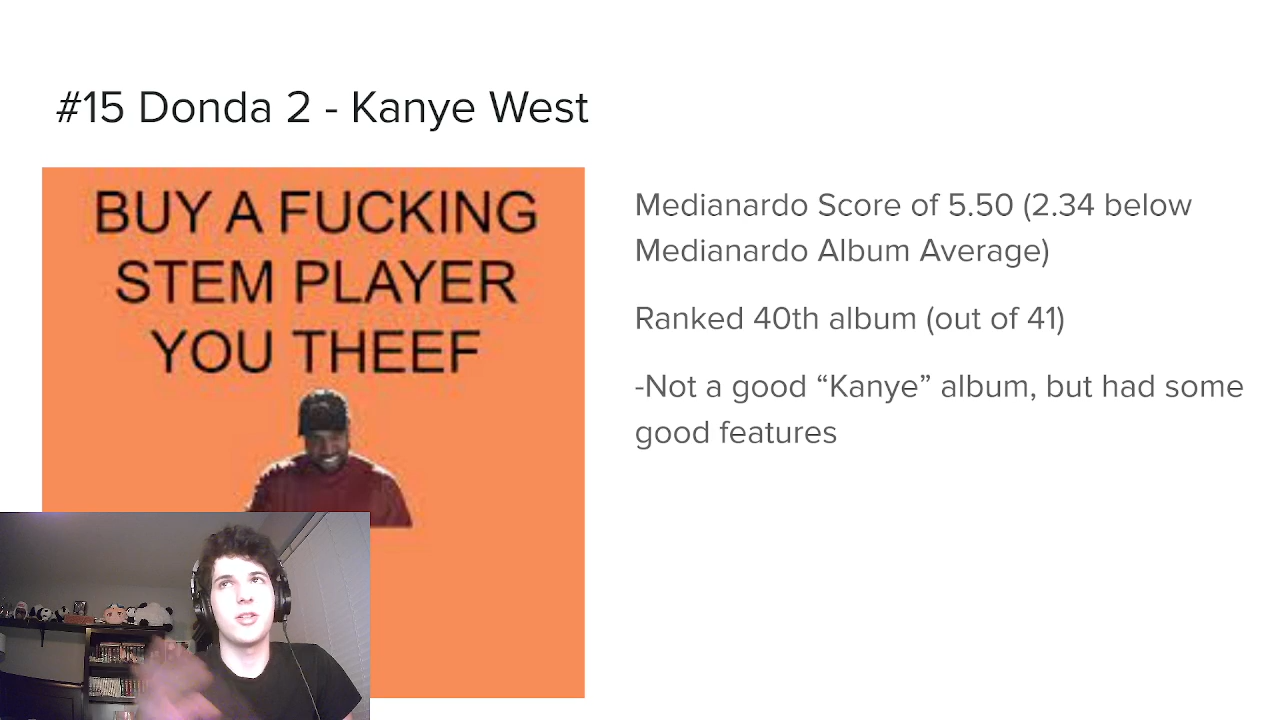 #15 Donda 2 - Kanye West
BUY A FUCKING
STEM PLAYER
YOU THEEF
Medianardo Score of 5.50 (2.34 below
Medianardo Album Average)
Ranked 40th album (out of 41)
-Not a good “Kanye” album, but had some
good features